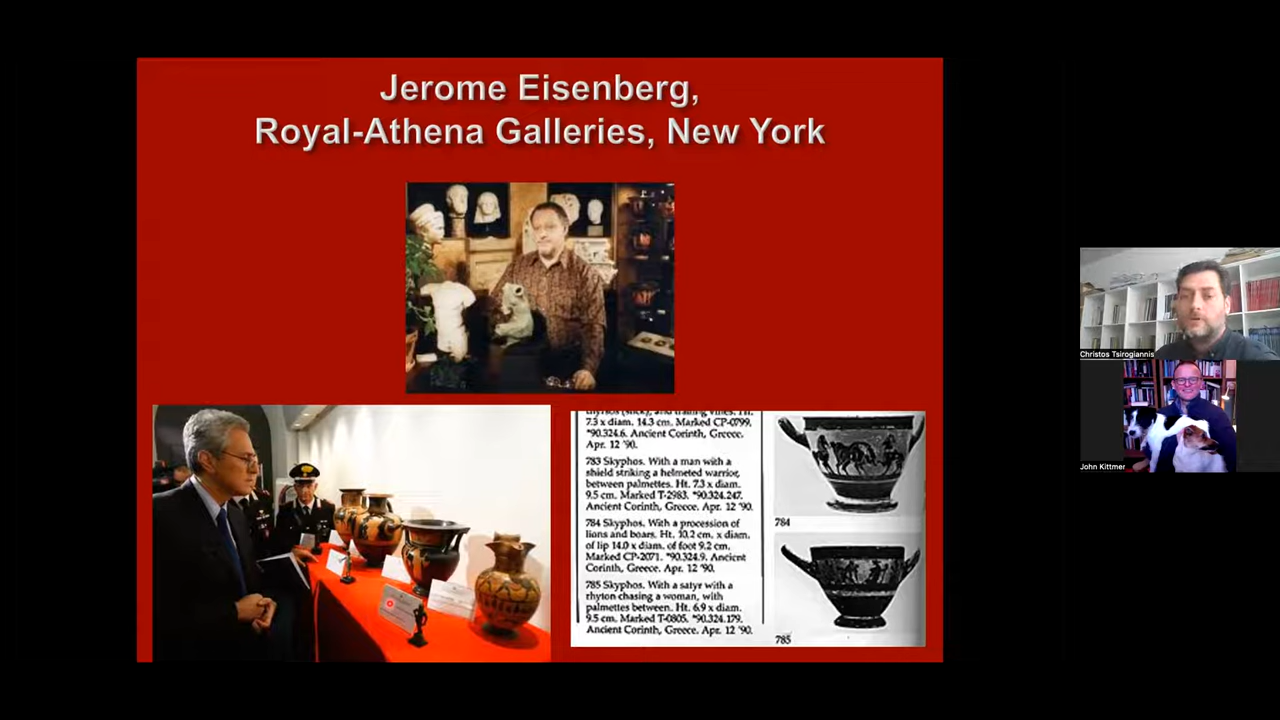 Jerome Eisenberg,
Royal-Athena Galleries, New York
thyrsos (stick), and trailing vines. Ht.
7.3 x diam. 14.3 cm. Marked CP-0799.
*90.324.6. Ancient Corinth, Greece.
Apr. 12 '90.
783 Skyphos. With a man with a
shield striking a helmeted warrior,
between palmettes. Ht. 7.3 x diam.
9.5 cm. Marked T-2983. *90.324.247.
Ancient Corinth, Greece. Apr. 12 '90.
784 Skyphos. With a procession of
lions and boars. Ht. 10.2 cm. x diam.
of lip 14.0 x diam. of foot 9.2 cm.
Marked CP-2071. *90.324.9. Ancient
Corinth, Greece. Apr. 12 '90.
785 Skyphos. With a satyr with a
rhyton chasing a woman, with
palmettes between. Ht. 6.9 x diam.
9.5 cm. Marked T-0805. *90.324.179.
Ancient Corinth, Greece. Apr. 12 '90.
784
785
Christos Tsirogiannis
John Kittmer